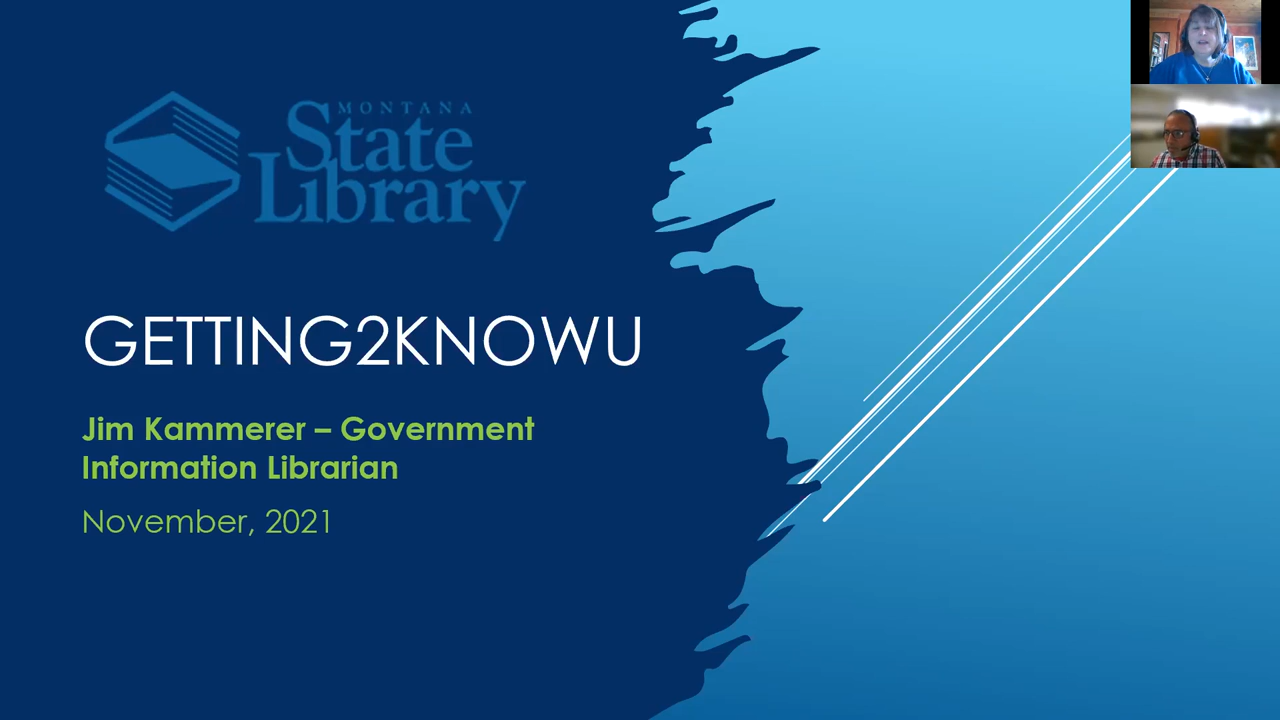 MONTANA
State
Library
GETTING2KNOWU
Jim Kammerer – Government
Information Librarian
November, 2021